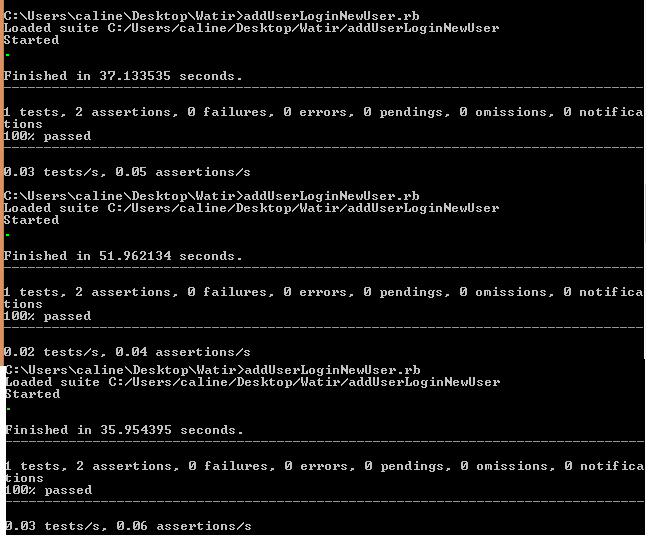 C:\Users\caline\Desktop\Watir>addUserLoginNewUser.rb
Loaded suite C:/Users/caline/Desktop/Watir/addUserLoginNewUser
Started
.
Finished in 37.133535 seconds.
1 tests, 2 assertions, 0 failures, 0 errors, 0 pendings, 0 omissions, 0 notifica
tions
100% passed
0.03 tests/s, 0.05 assertions/s
C:\Users\caline\Desktop\Watir>addUserLoginNewUser.rb
Loaded suite C:/Users/caline/Desktop/Watir/addUserLoginNewUser
Started
.
Finished in 51.962134 seconds.
1 tests, 2 assertions, 0 failures, 0 errors, 0 pendings, 0 omissions, 0 notifica
tions
100% passed
0.02 tests/s, 0.04 assertions/s
C:\Users\caline\Desktop\Watir>addUserLoginNewUser.rb
Loaded suite C:/Users/caline/Desktop/Watir/addUserLoginNewUser
Started
.
Finished in 35.954395 seconds.
1 tests, 2 assertions, 0 failures, 0 errors, 0 pendings, 0 omissions, 0 notifica
tions
100% passed
0.03 tests/s, 0.06 assertions/s